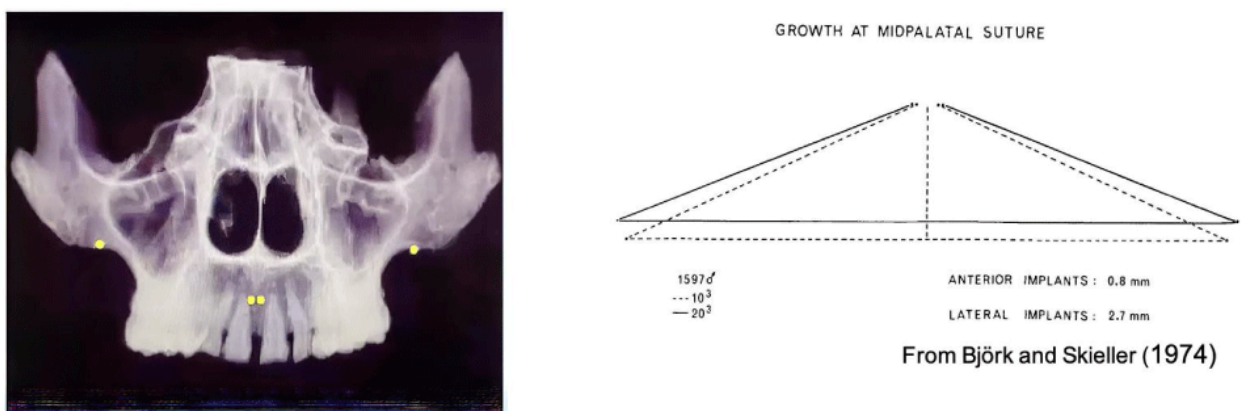 GROWTH AT MIDPALATAL SUTURE
1597♂
---10³
—20³
ANTERIOR IMPLANTS: 0.8 mm
LATERAL IMPLANTS: 2.7 mm
From Björk and Skieller (1974)